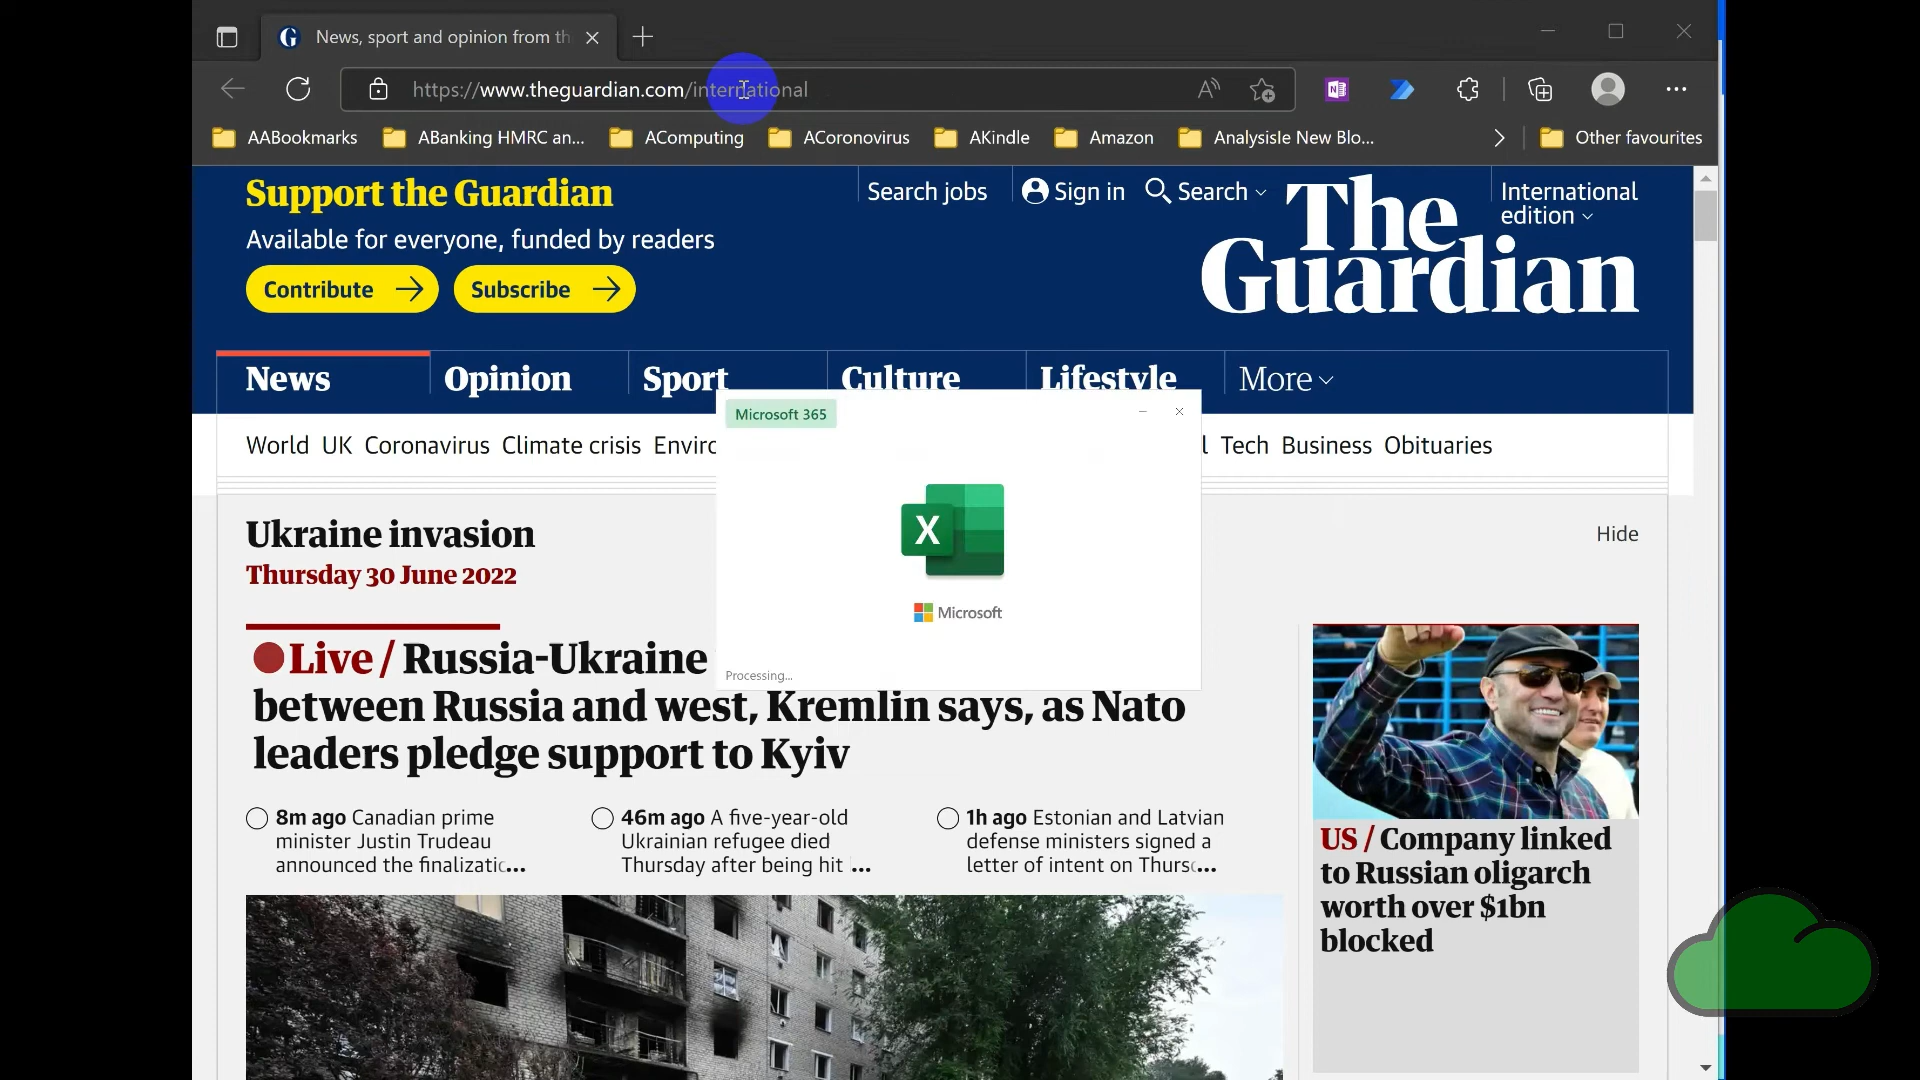 News, sport and opinion from th
https://www.theguardian.com/international
AABookmarks
ABanking HMRC an...
AComputing
ACoronovirus
AKindle
Amazon
AnalysisIe New Blo...
Other favourites
Support the Guardian
Available for everyone, funded by readers
Contribute
Subscribe
Search jobs
Sign in
Search
International
edition
The
Guardian
News
Opinion
Sport
Culture
Lifestyle
More
World UK Coronavirus Climate crisis
Tech Business Obituaries
Microsoft 365
X
Microsoft
Processing...
Ukraine invasion
Thursday 30 June 2022
Hide
Live / Russia-Ukraine
between Russia and west, Kremlin says, as Nato
leaders pledge support to Kyiv
8m ago Canadian prime
minister Justin Trudeau
announced the finalizatic...
46m ago A five-year-old
Ukrainian refugee died
Thursday after being hit ...
1h ago Estonian and Latvian
defense ministers signed a
letter of intent on Thurs...
US / Company linked
to Russian oligarch
worth over $1bn
blocked